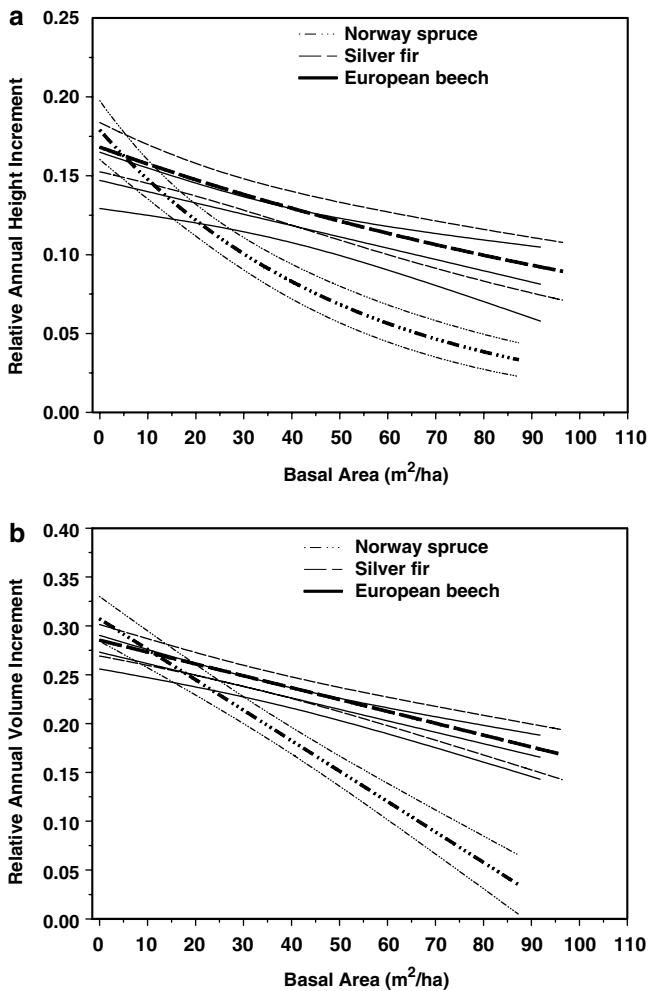 a
Relative Annual Height Increment
0.25
0.20
0.15
0.10
0.05
0.00
Norway spruce
Silver fir
European beech
0 10 20 30 40 50 60 70 80 90 100 110
Basal Area (m²/ha)
b
Relative Annual Volume Increment
0.40
0.35
0.30
0.25
0.20
0.15
0.10
0.05
0.00
Norway spruce
Silver fir
European beech
0 10 20 30 40 50 60 70 80 90 100 110
Basal Area (m²/ha)